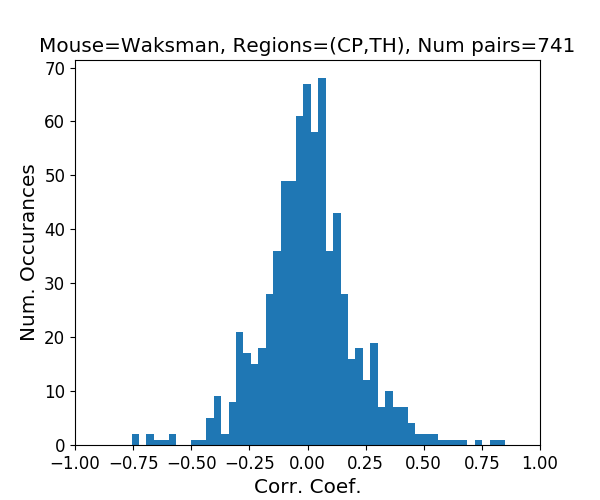 Mouse=Waksman, Regions=(CP,TH), Num pairs=741
70
60
50
40
30
20
10
0
Num. Occurances
−1.00 −0.75 −0.50 −0.25 0.00 0.25 0.50 0.75 1.00
Corr. Coef.